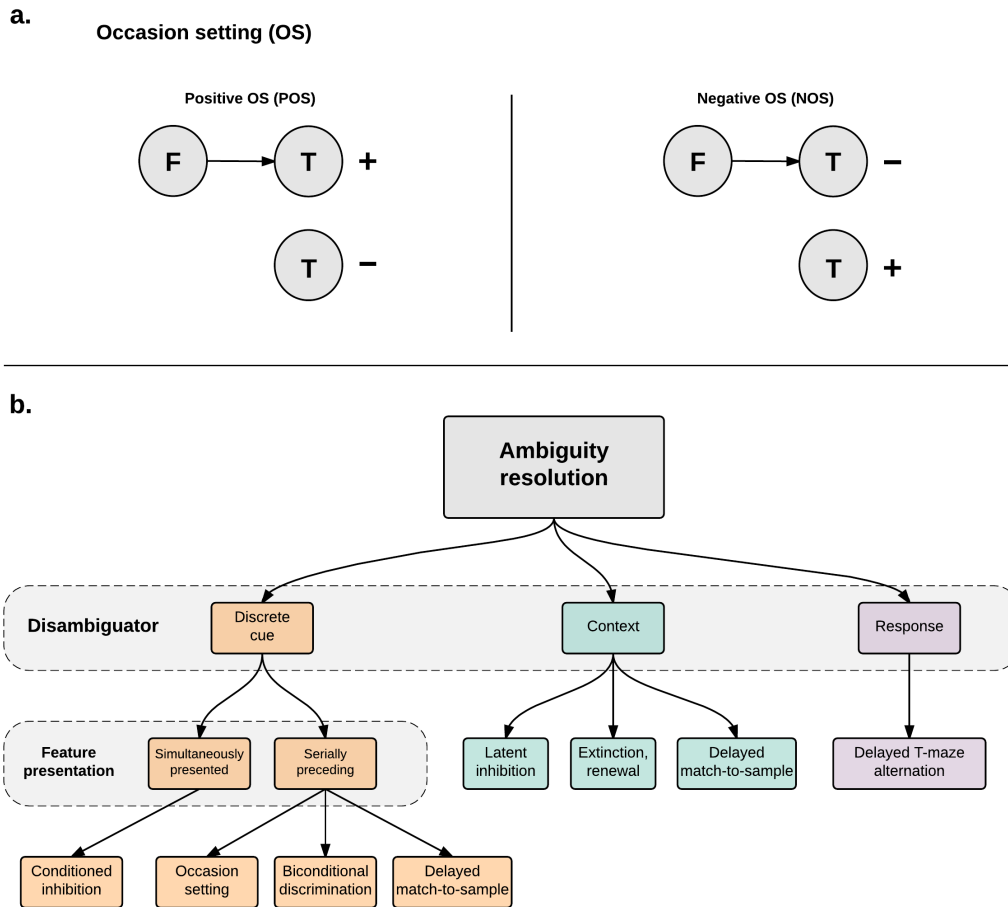 a.
Occasion setting (OS)
Positive OS (POS)
Negative OS (NOS)
F T +
F T −
T −
T +
b.
Ambiguity
resolution
Disambiguator
Discrete
cue
Context
Response
Feature
presentation
Simultaneously
presented
Serially
preceding
Latent
inhibition
Extinction,
renewal
Delayed
match-to-sample
Delayed T-maze
alternation
Conditioned
inhibition
Occasion
setting
Biconditional
discrimination
Delayed
match-to-sample